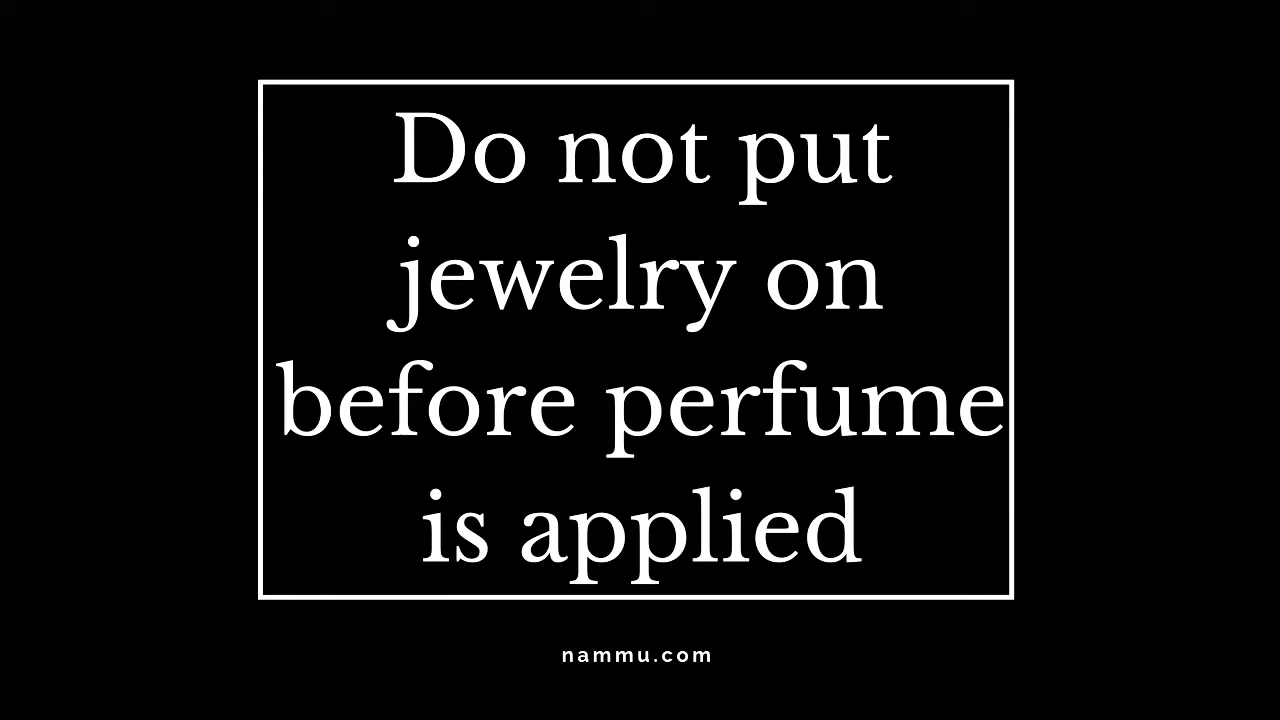 Do not put
jewelry on
before perfume
is applied
nammu.com